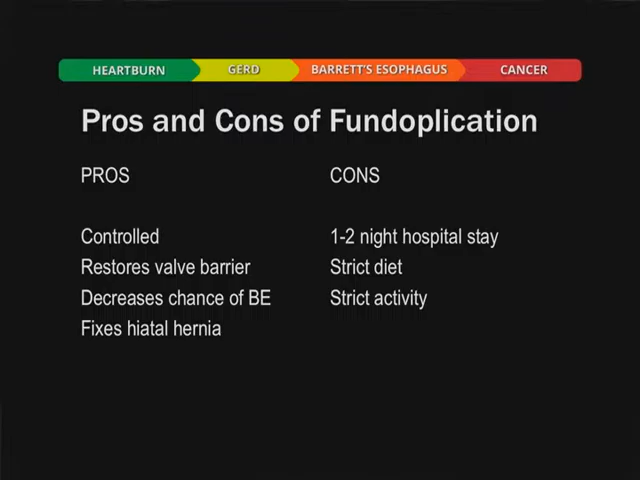 HEARTBURN GERD BARRETT'S ESOPHAGUS CANCER
Pros and Cons of Fundoplication
PROS
Controlled
Restores valve barrier
Decreases chance of BE
Fixes hiatal hernia
CONS
1-2 night hospital stay
Strict diet
Strict activity